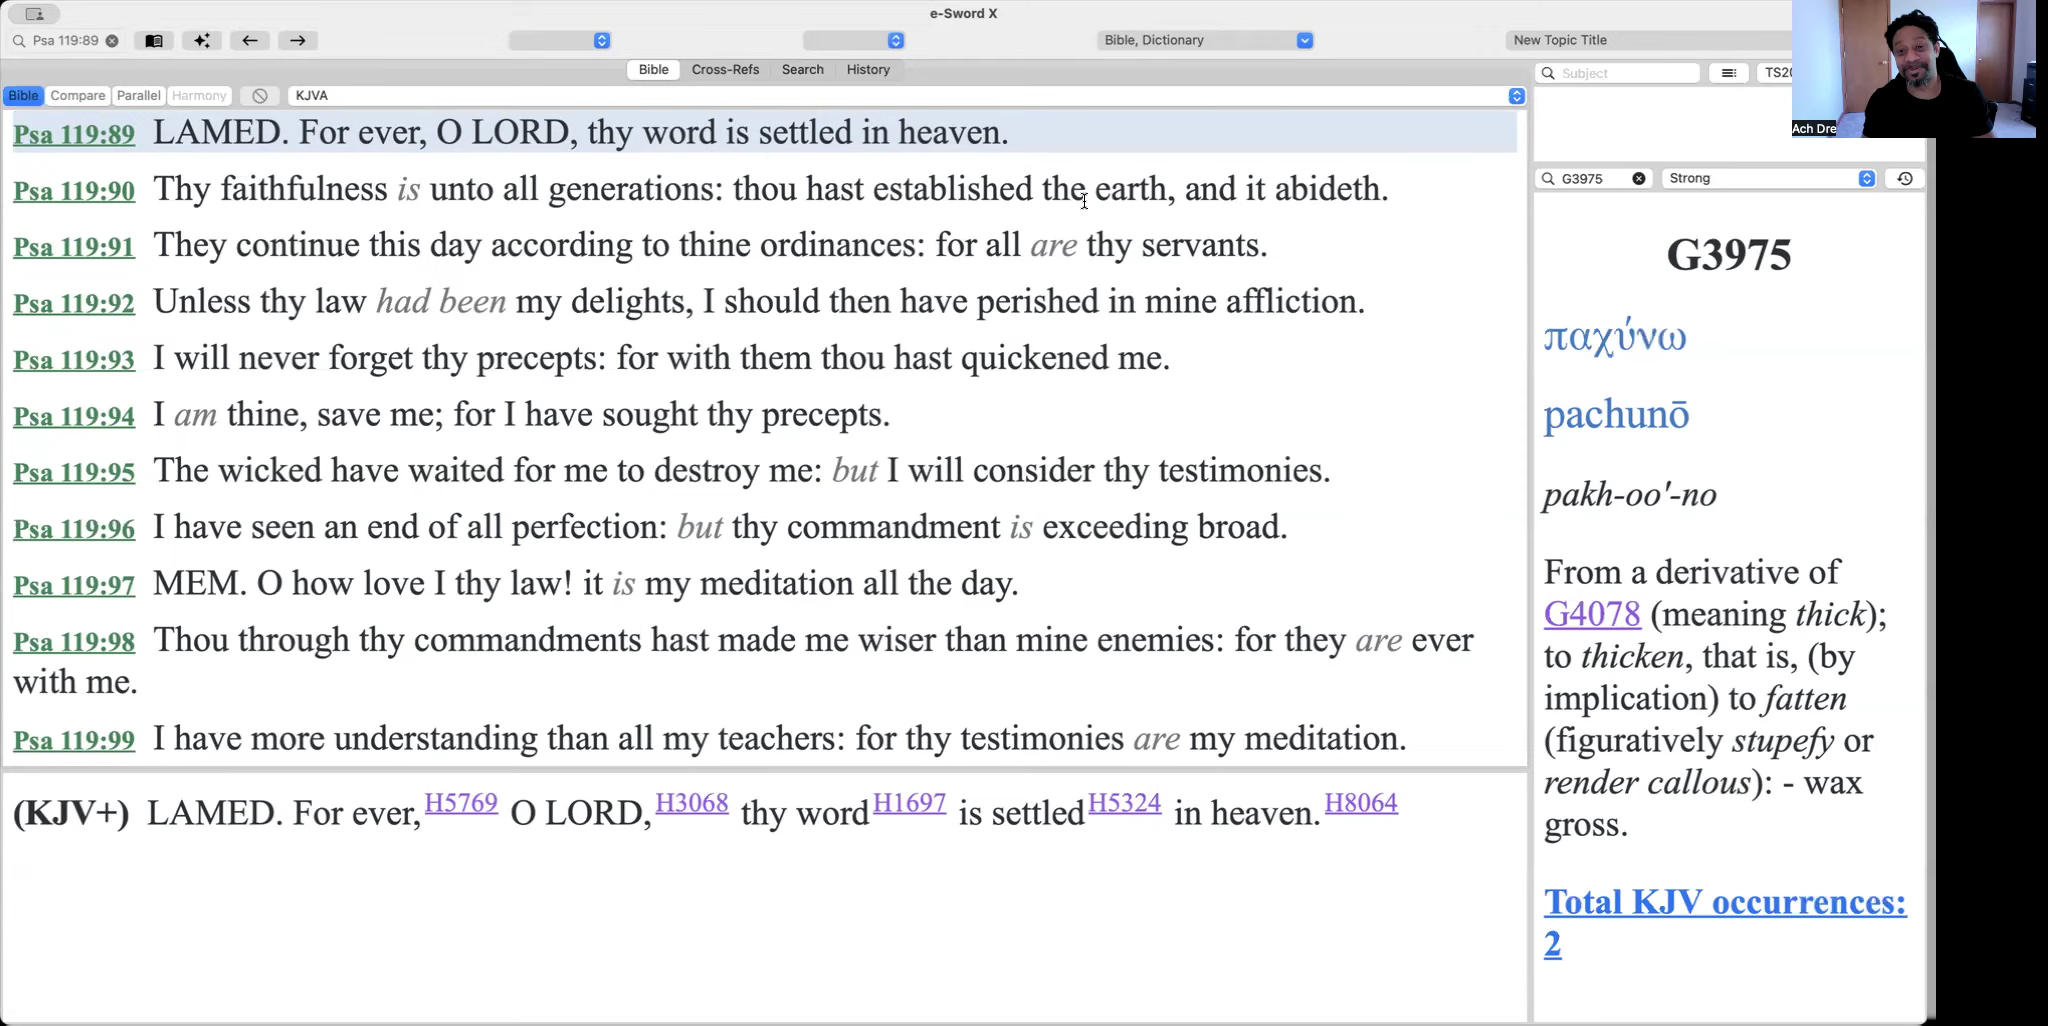 e-Sword X
Psa 119:89
Bible, Dictionary
New Topic Title
Bible Cross-Refs Search History
Subject
TS20
Ach Dre
Bible Compare Parallel Harmony KJVA
Psa 119:89 LAMED. For ever, O LORD, thy word is settled in heaven.
Psa 119:90 Thy faithfulness is unto all generations: thou hast established the earth, and it abideth.
Psa 119:91 They continue this day according to thine ordinances: for all are thy servants.
Psa 119:92 Unless thy law had been my delights, I should then have perished in mine affliction.
Psa 119:93 I will never forget thy precepts: for with them thou hast quickened me.
Psa 119:94 I am thine, save me; for I have sought thy precepts.
Psa 119:95 The wicked have waited for me to destroy me: but I will consider thy testimonies.
Psa 119:96 I have seen an end of all perfection: but thy commandment is exceeding broad.
Psa 119:97 MEM. O how love I thy law! it is my meditation all the day.
Psa 119:98 Thou through thy commandments hast made me wiser than mine enemies: for they are ever
with me.
Psa 119:99 I have more understanding than all my teachers: for thy testimonies are my meditation.
(KJV+) LAMED. For ever,H5769 O LORD,H3068 thy wordH1697 is settledH5324 in heaven.H8064
G3975 Strong
G3975
παχύνω
pachunō
pakh-oo'-no
From a derivative of
G4078 (meaning thick);
to thicken, that is, (by
implication) to fatten
(figuratively stupefy or
render callous): - wax
gross.
Total KJV occurrences:
2